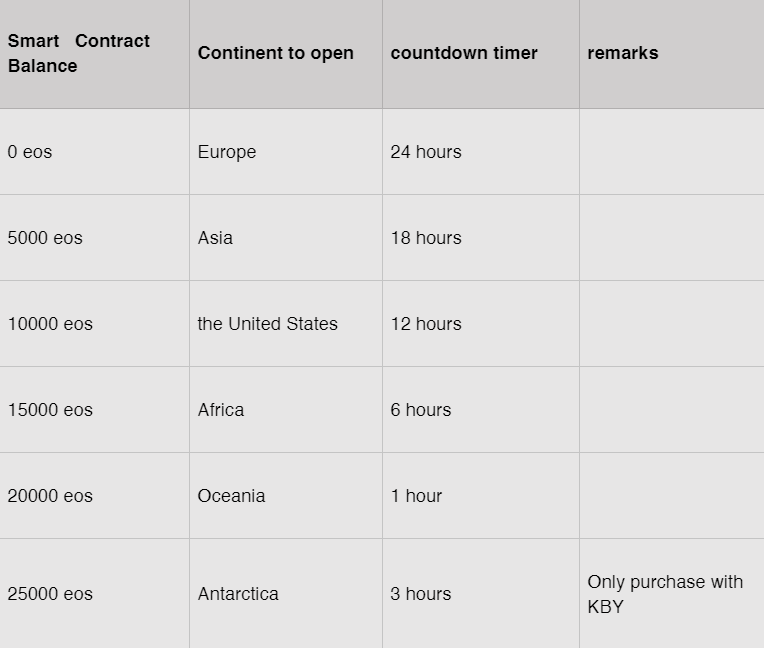 Smart Contract
Balance
Continent to open
countdown timer
remarks
0 eos
Europe
24 hours
5000 eos
Asia
18 hours
10000 eos
the United States
12 hours
15000 eos
Africa
6 hours
20000 eos
Oceania
1 hour
25000 eos
Antarctica
3 hours
Only purchase with
KBY